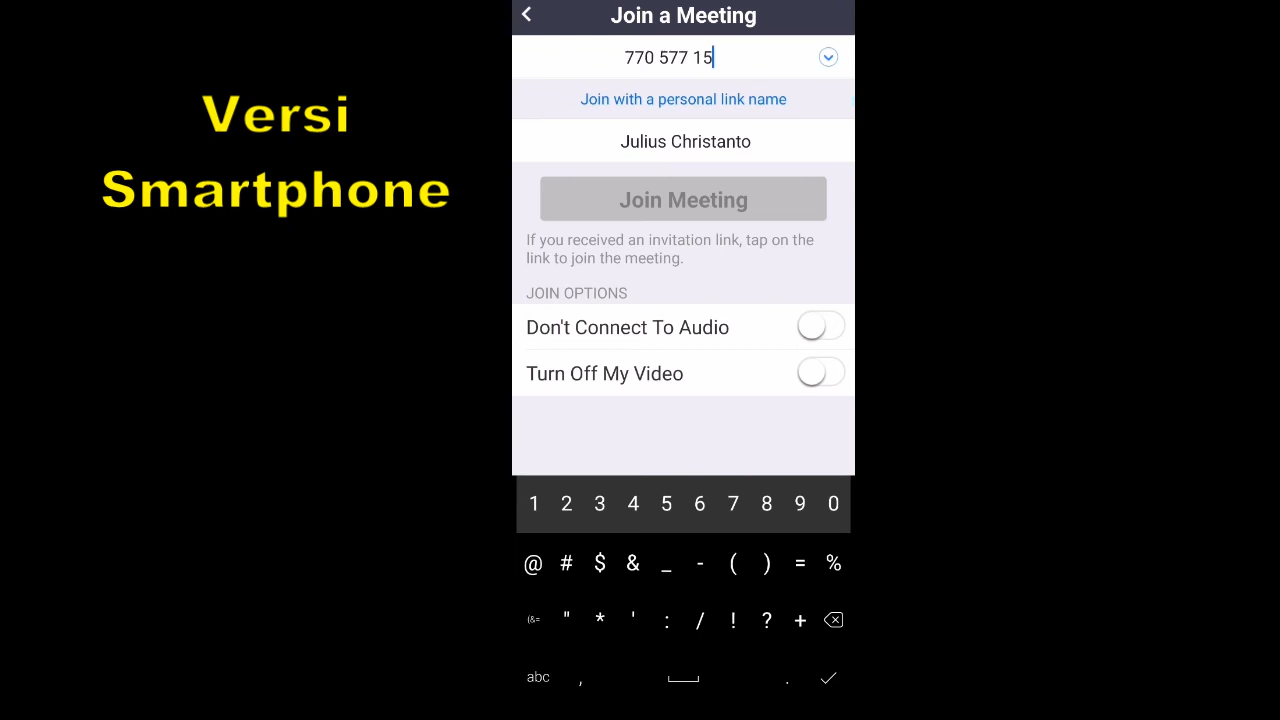 Versi
Smartphone
Join a Meeting
770 577 15
Join with a personal link name
Julius Christanto
Join Meeting
If you received an invitation link, tap on the
link to join the meeting.
JOIN OPTIONS
Don't Connect To Audio
Turn Off My Video
1 2 3 4 5 6 7 8 9 0
@ # $ & _ - ( ) = %
(&= " * ' : / ! ? +
abc , .